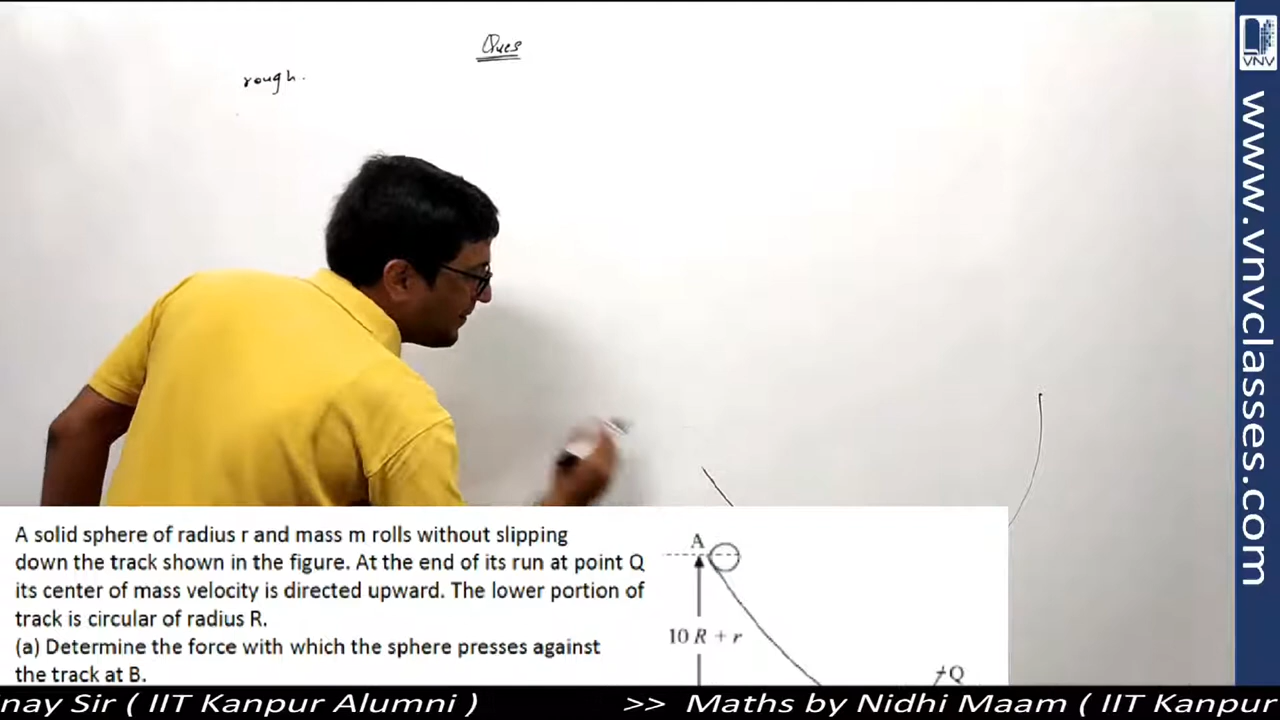 Ques
rough.
VNV
www.vnvclasses.com
A solid sphere of radius r and mass m rolls without slipping
down the track shown in the figure. At the end of its run at point Q
its center of mass velocity is directed upward. The lower portion of
track is circular of radius R.
(a) Determine the force with which the sphere presses against
the track at B.
A
10 R + r
Q
nay Sir ( IIT Kanpur Alumni ) >> Maths by Nidhi Maam ( IIT Kanpur